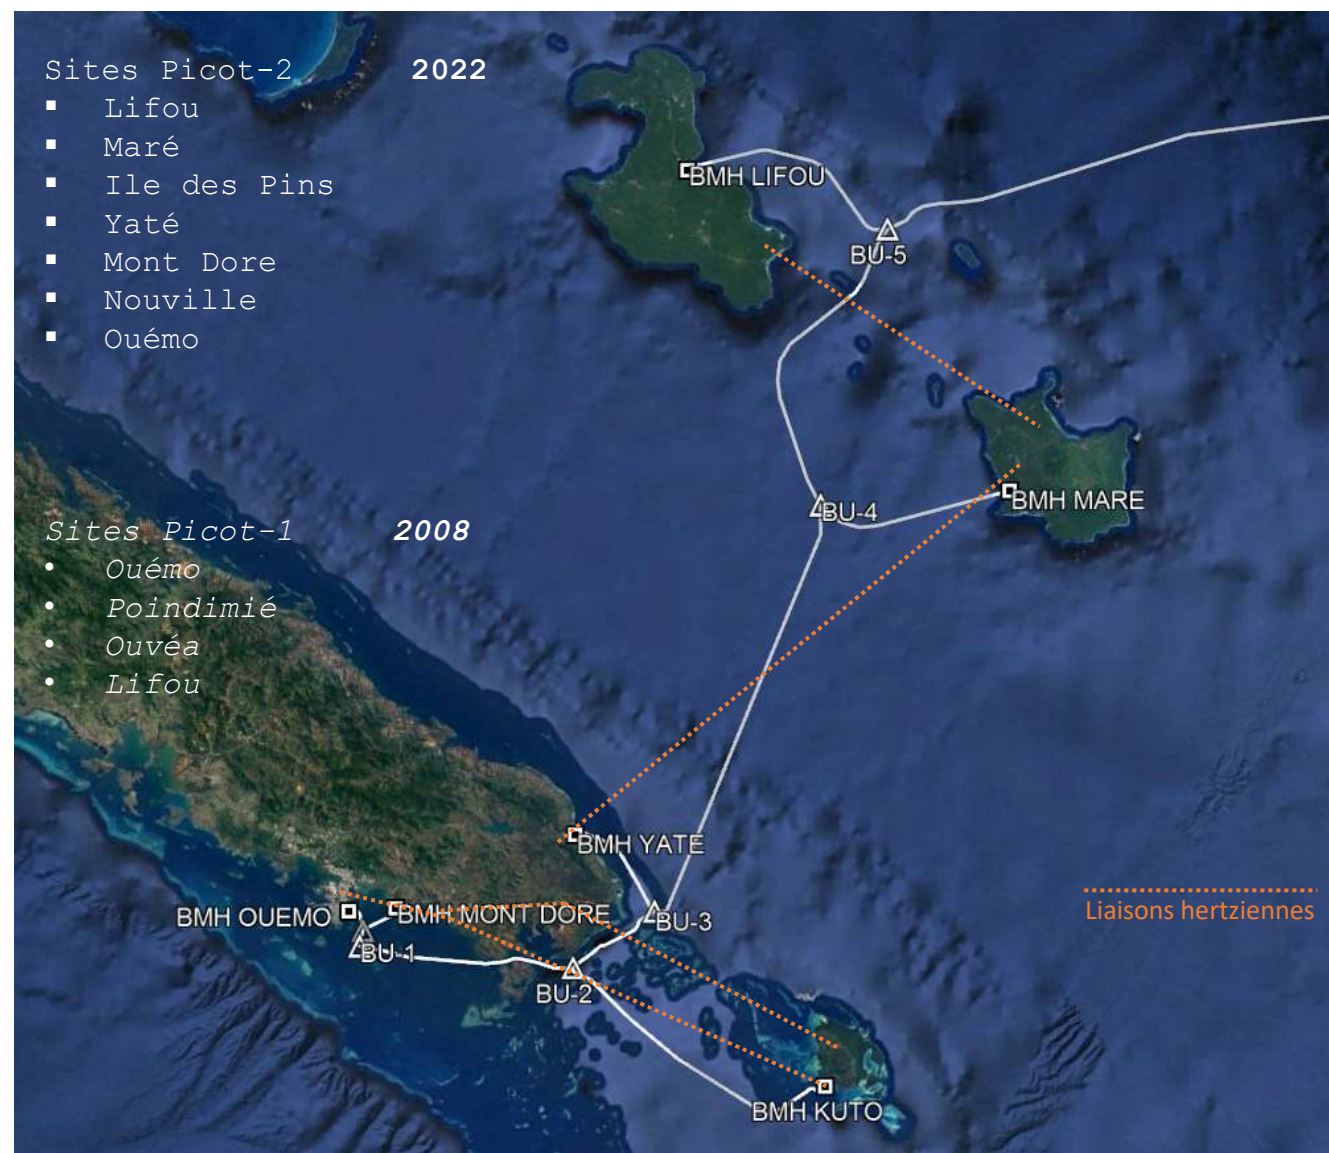 Sites Picot-2 2022
▪ Lifou
▪ Maré
▪ Ile des Pins
▪ Yaté
▪ Mont Dore
▪ Nouville
▪ Ouémo
BMH LIFOU
BU-5
BMH MARE
BU-4
Sites Picot-1 2008
• Ouémo
• Poindimié
• Ouvéa
• Lifou
BMH YATE
BMH OUEMO
BMH MONT DORE
BU-3
BU-1
BU-2
BMH KUTO
Liaisons hertziennes